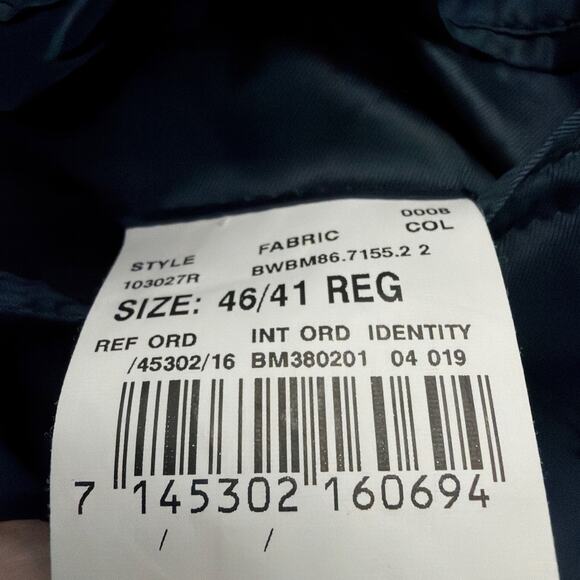 STYLE FABRIC 0008 COL
103027R BWBM86.7155.2 2
SIZE: 46/41 REG
REF ORD INT ORD IDENTITY
/45302/16 BM380201 04 019
7 145302 160694
/ /